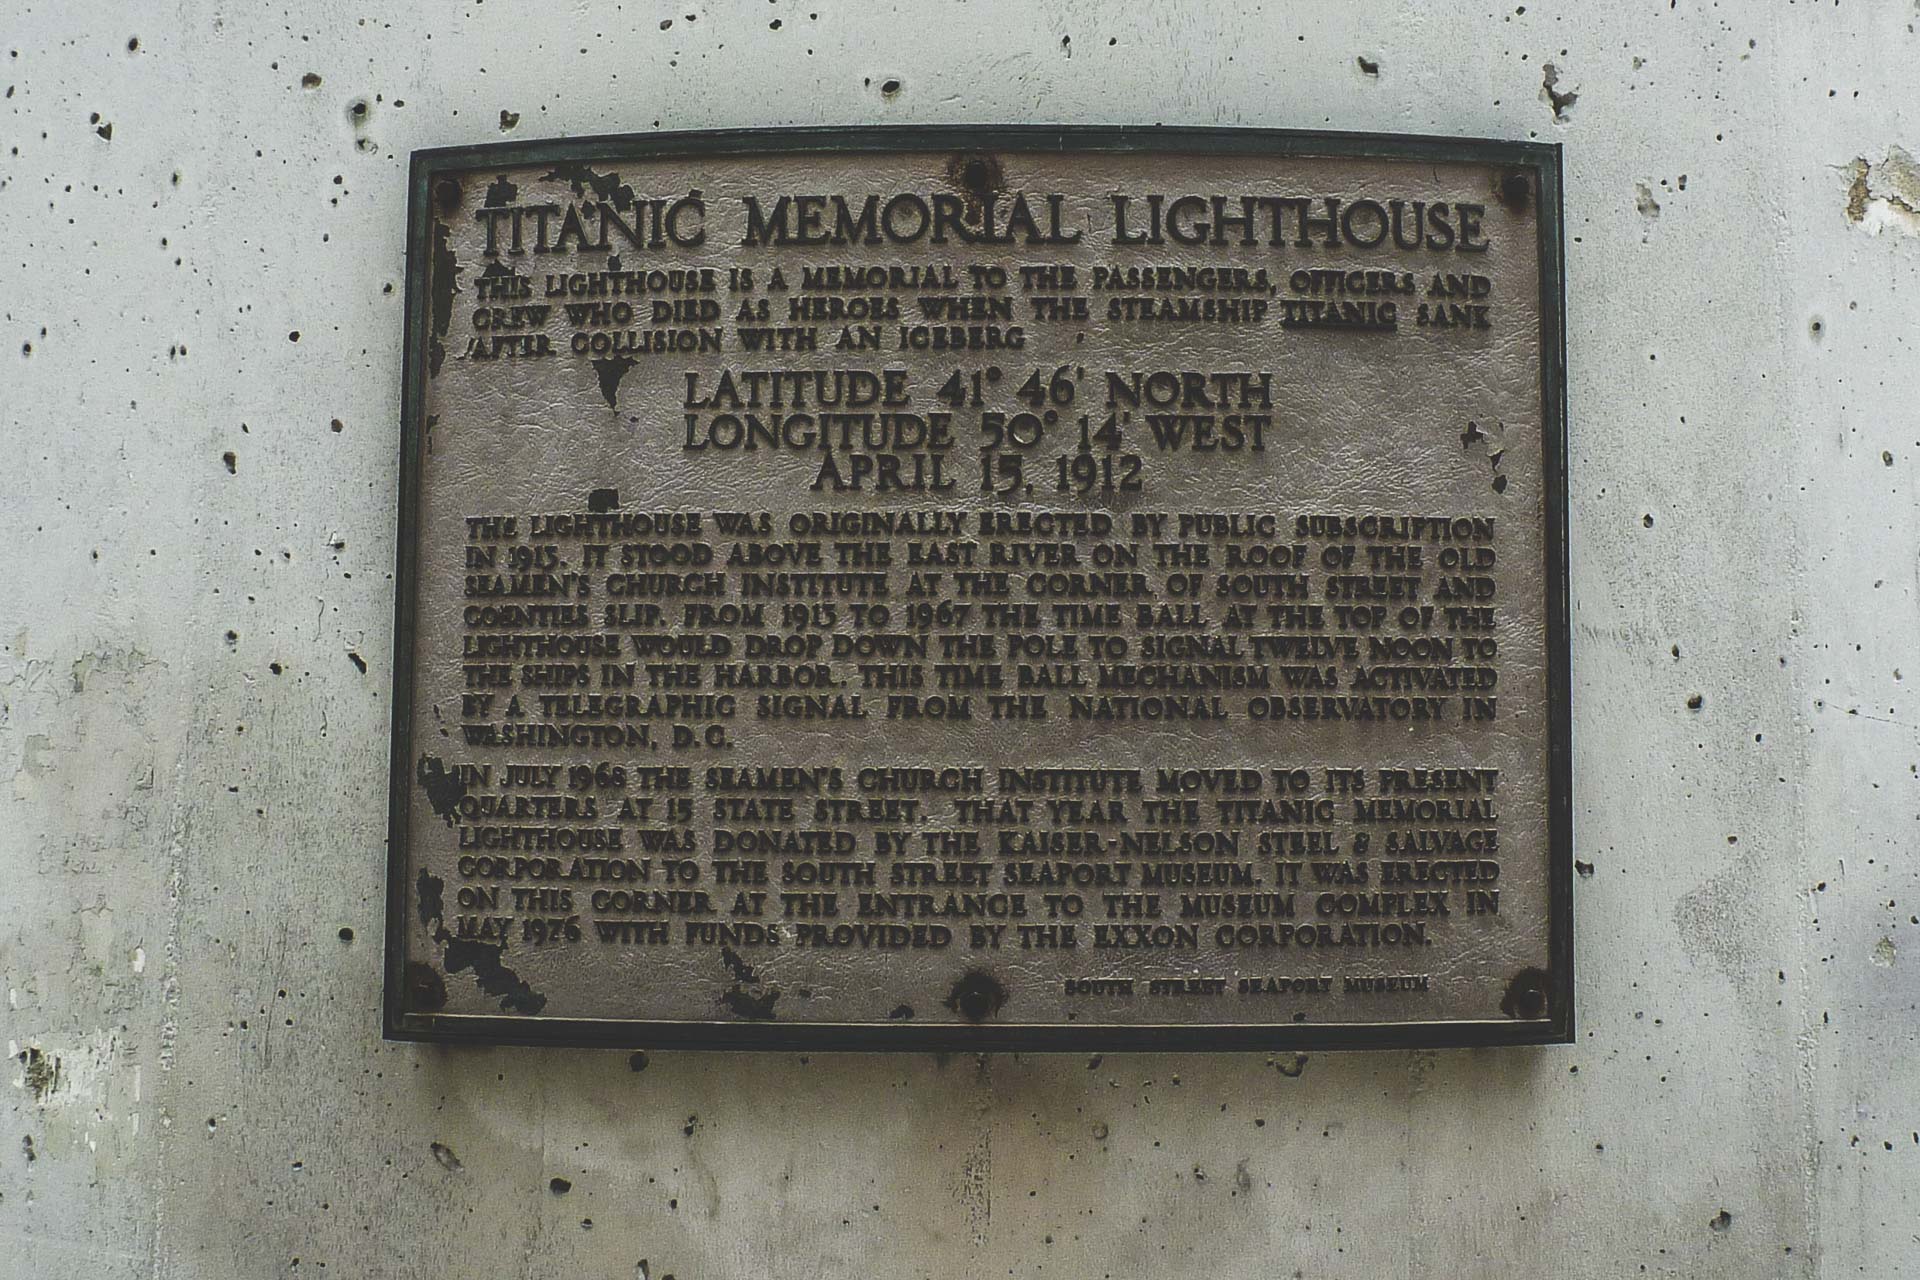 TITANIC MEMORIAL LIGHTHOUSE
THIS LIGHTHOUSE IS A MEMORIAL TO THE PASSENGERS, OFFICERS AND
CREW WHO DIED AS HEROES WHEN THE STEAMSHIP TITANIC SANK
AFTER COLLISION WITH AN ICEBERG
LATITUDE 41° 46' NORTH
LONGITUDE 50° 14' WEST
APRIL 15, 1912
THE LIGHTHOUSE WAS ORIGINALLY ERECTED BY PUBLIC SUBSCRIPTION
IN 1913. IT STOOD ABOVE THE EAST RIVER ON THE ROOF OF THE OLD
SEAMEN'S CHURCH INSTITUTE AT THE CORNER OF SOUTH STREET AND
COENTIES SLIP. FROM 1913 TO 1967 THE TIME BALL AT THE TOP OF THE
LIGHTHOUSE WOULD DROP DOWN THE POLE TO SIGNAL TWELVE NOON TO
THE SHIPS IN THE HARBOR. THIS TIME BALL MECHANISM WAS ACTIVATED
BY A TELEGRAPHIC SIGNAL FROM THE NATIONAL OBSERVATORY IN
WASHINGTON, D.C.
IN JULY 1968 THE SEAMEN'S CHURCH INSTITUTE MOVED TO ITS PRESENT
QUARTERS AT 15 STATE STREET. THAT YEAR THE TITANIC MEMORIAL
LIGHTHOUSE WAS DONATED BY THE KAISER-NELSON STEEL & SALVAGE
CORPORATION TO THE SOUTH STREET SEAPORT MUSEUM. IT WAS ERECTED
ON THIS CORNER AT THE ENTRANCE TO THE MUSEUM COMPLEX IN
MAY 1976 WITH FUNDS PROVIDED BY THE EXXON CORPORATION.
SOUTH STREET SEAPORT MUSEUM